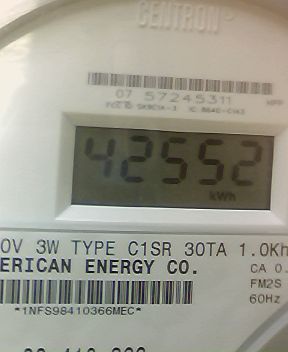 CENTRON®
07 57245311
42552
kWh
0V 3W TYPE C1SR 30TA 1.0Kh
ERICAN ENERGY CO.
CA 0.
FM2S
60Hz
*1NFS98410366MEC*